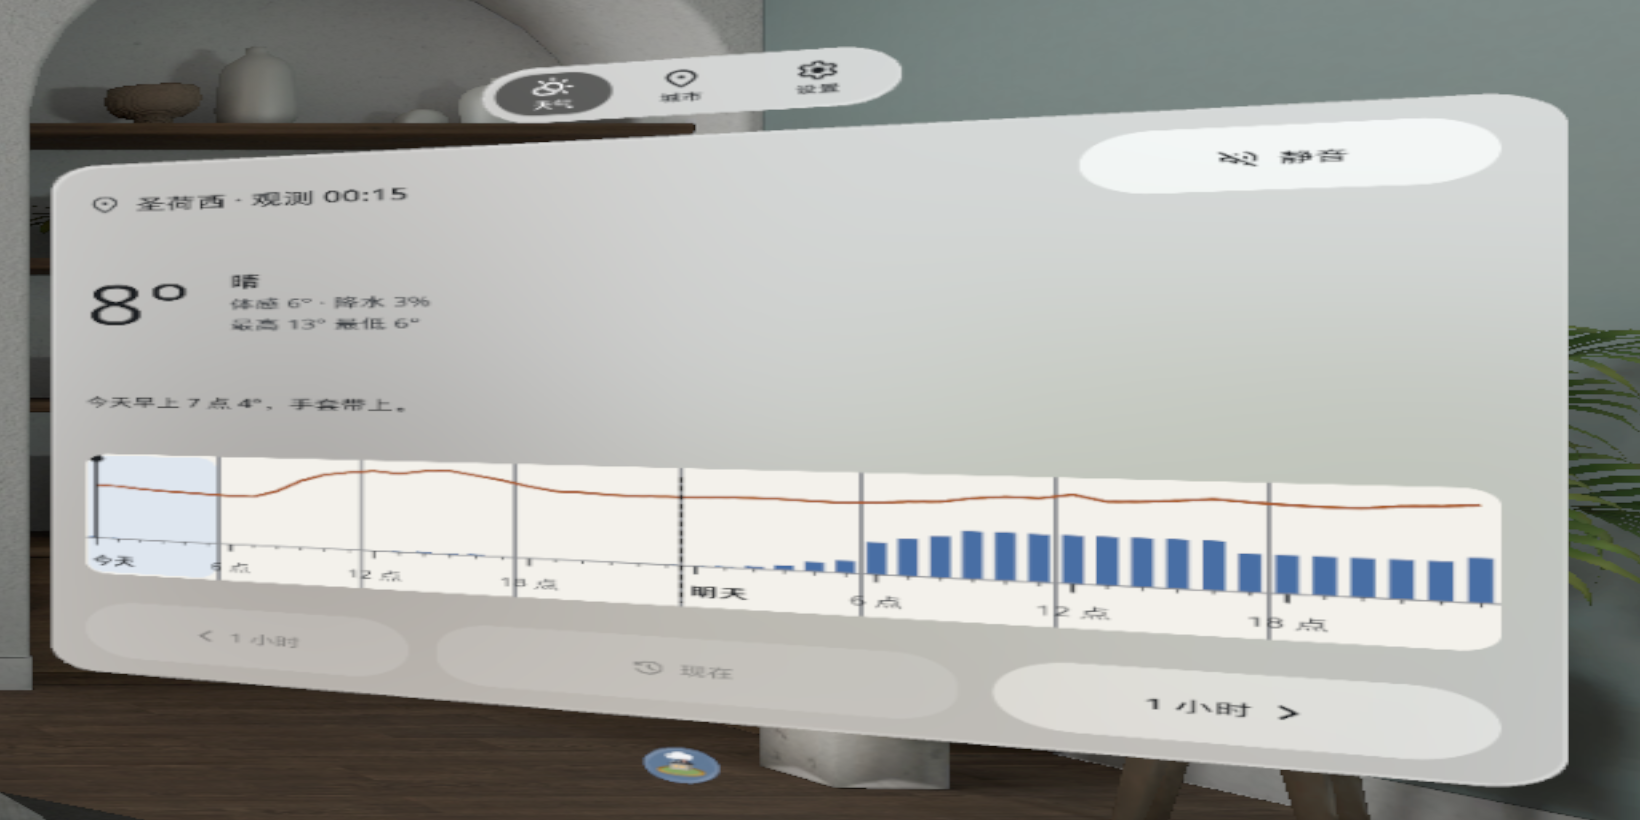 天气
城市
设置
静音
圣荷西 · 观测 00:15
8°
晴
体感 6° · 降水 3%
最高 13° 最低 6°
今天早上 7 点 4°，手套带上。
今天
6 点
12 点
18 点
明天
6 点
12 点
18 点
< 1 小时
现在
1 小时 >